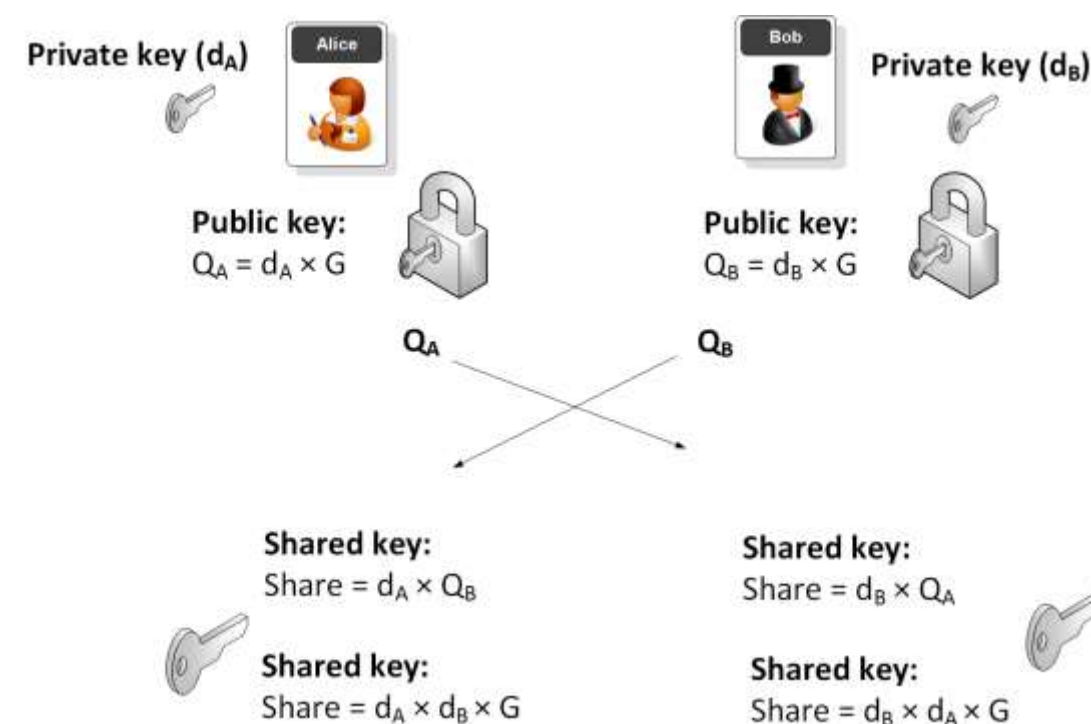 Alice
Private key (dA)
Bob
Private key (dB)
Public key:
QA = dA × G
Public key:
QB = dB × G
QA
QB
Shared key:
Share = dA × QB
Shared key:
Share = dB × QA
Shared key:
Share = dA × dB × G
Shared key:
Share = dB × dA × G